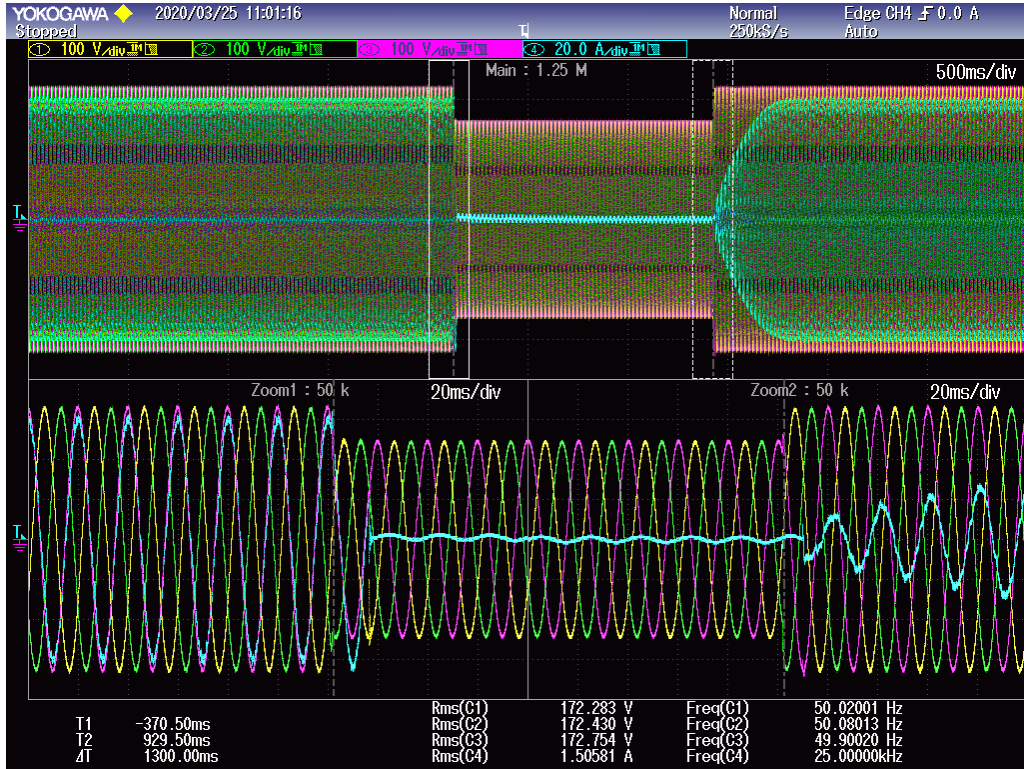 YOKOGAWA 2020/03/25 11:01:16 Normal Edge CH4 0.0 A
Stopped 250kS/s Auto
1 100 V/div 2 100 V/div 3 100 V/div 4 20.0 A/div
Main : 1.25 M 500ms/div
Zoom1 : 50 k 20ms/div Zoom2 : 50 k 20ms/div
Rms(C1) 172.283 V Freq(C1) 50.02001 Hz
T1 -370.50ms Rms(C2) 172.430 V Freq(C2) 50.08013 Hz
T2 929.50ms Rms(C3) 172.754 V Freq(C3) 49.90020 Hz
ΔT 1300.00ms Rms(C4) 1.50581 A Freq(C4) 25.00000kHz